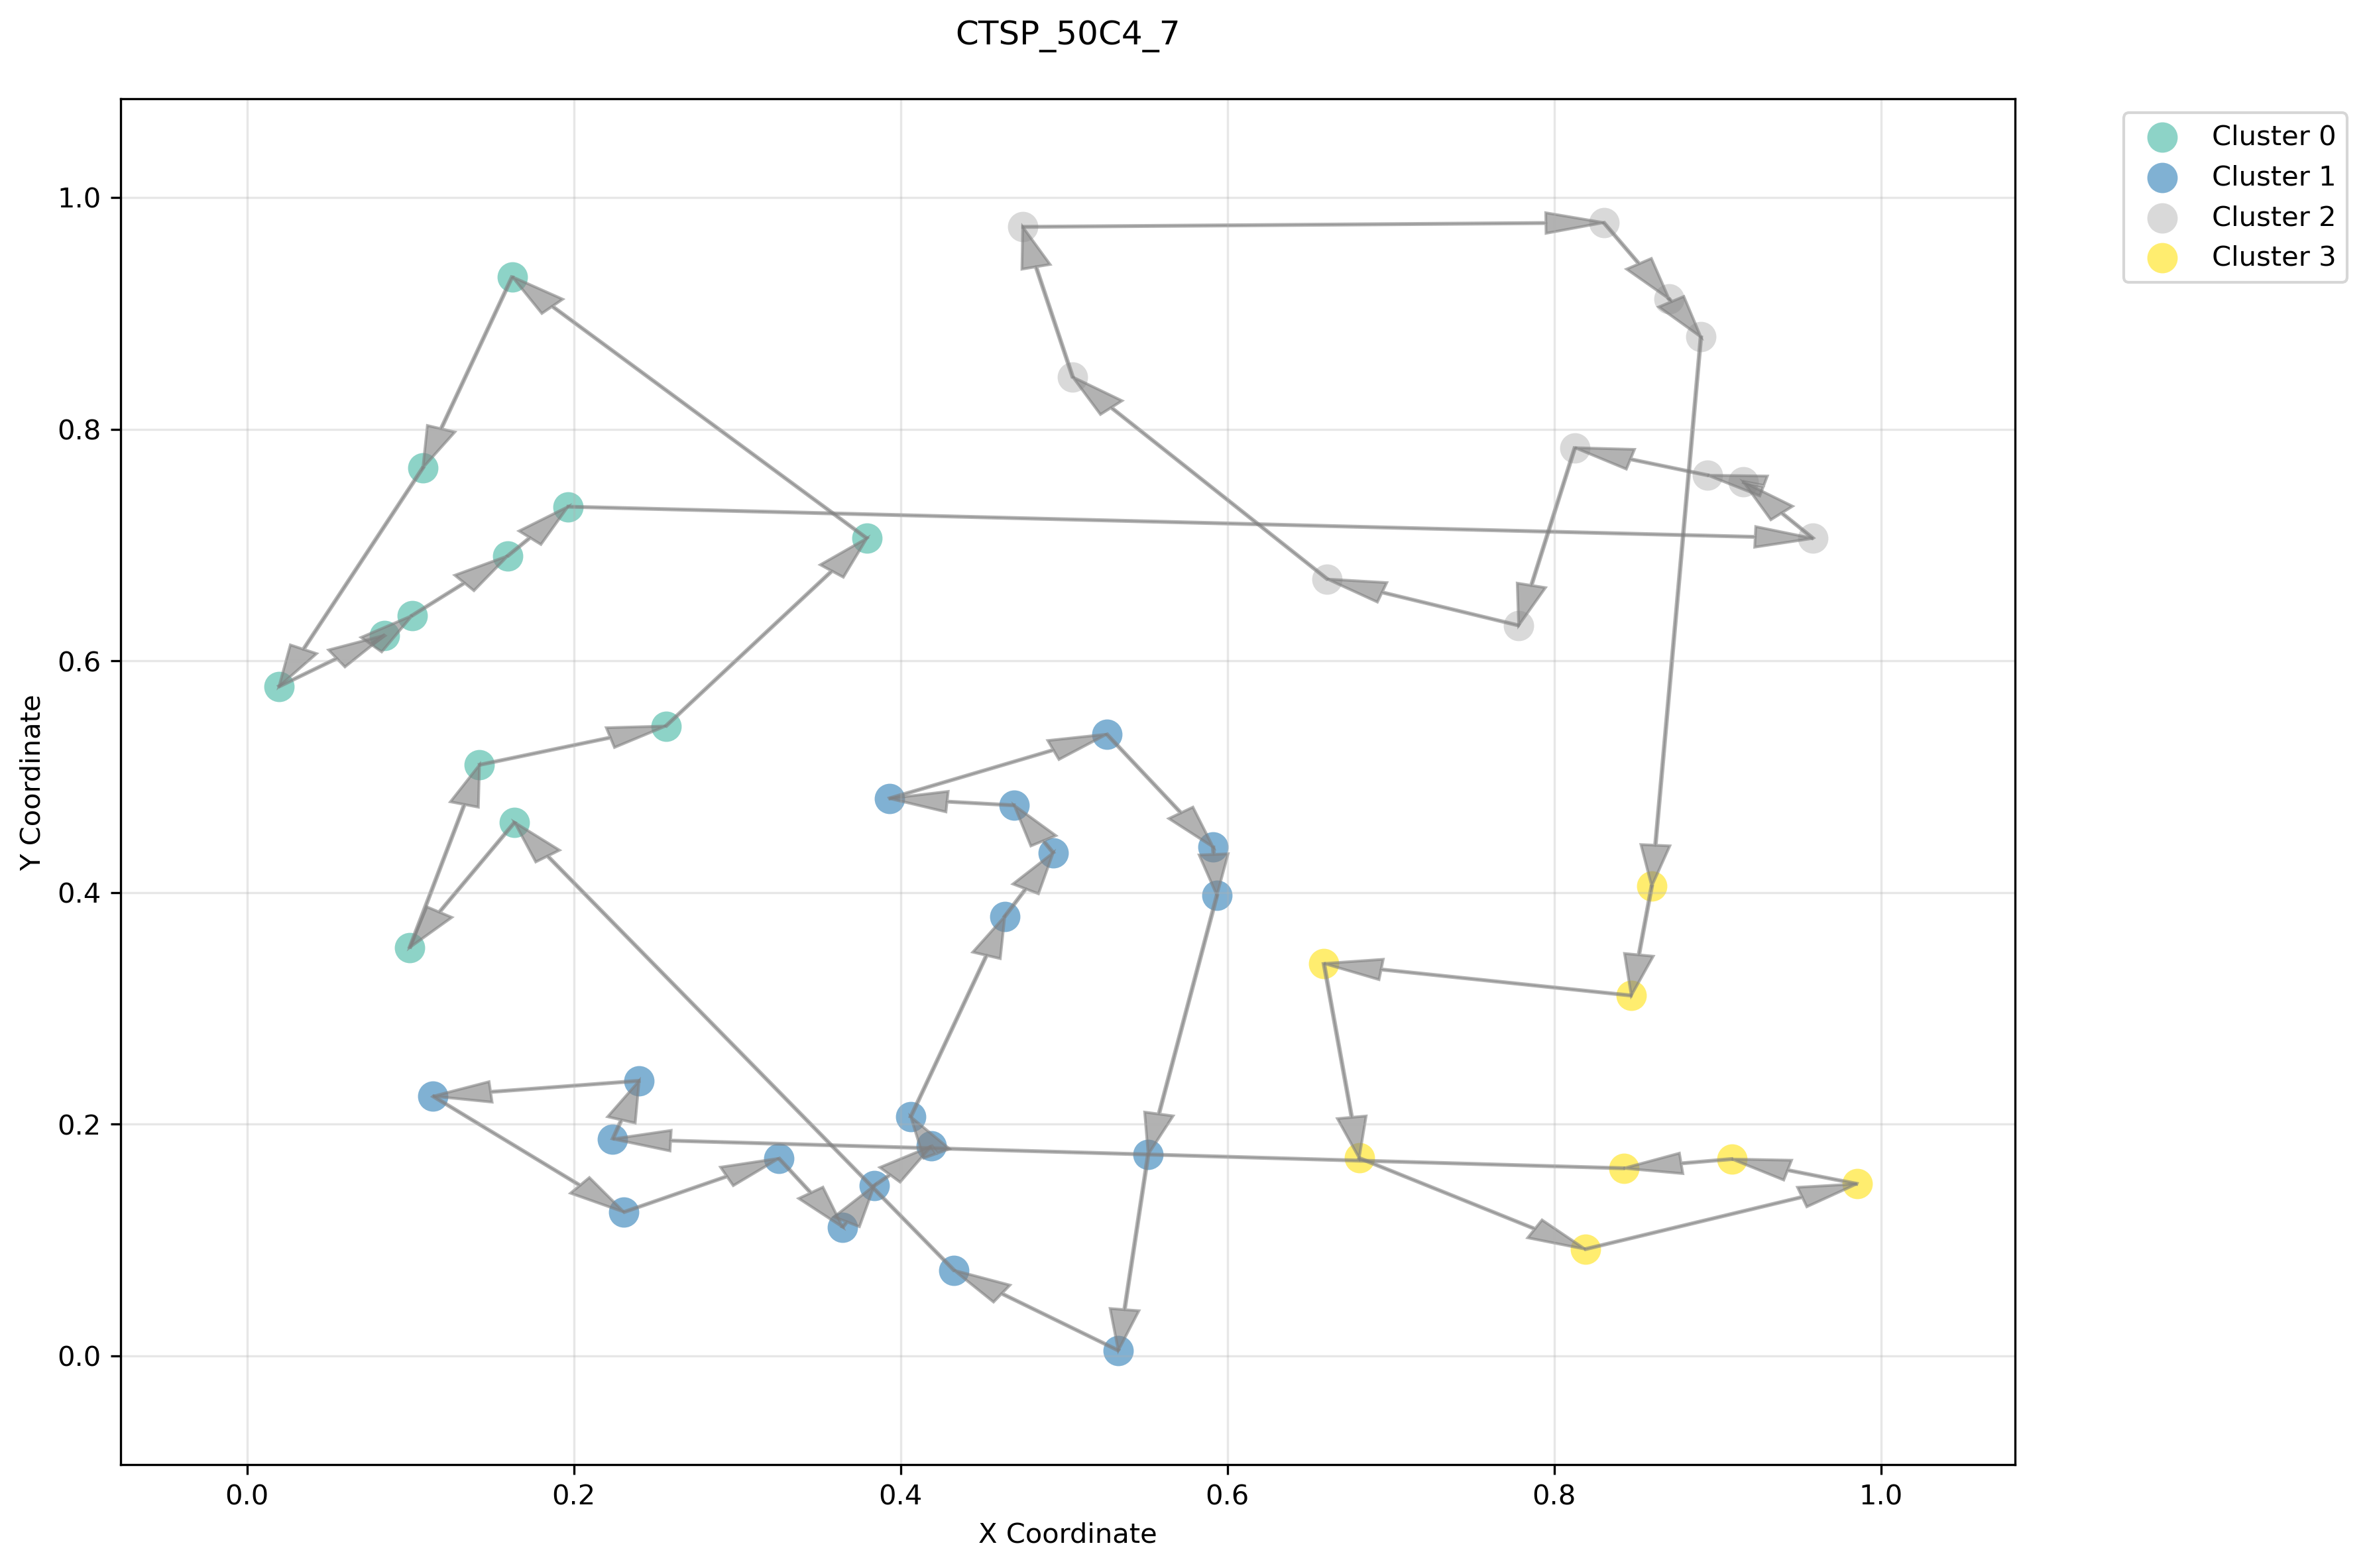 CTSP_50C4_7
Cluster 0
Cluster 1
Cluster 2
Cluster 3
1.0
0.8
0.6
0.4
0.2
0.0
Y Coordinate
0.0 0.2 0.4 0.6 0.8 1.0
X Coordinate